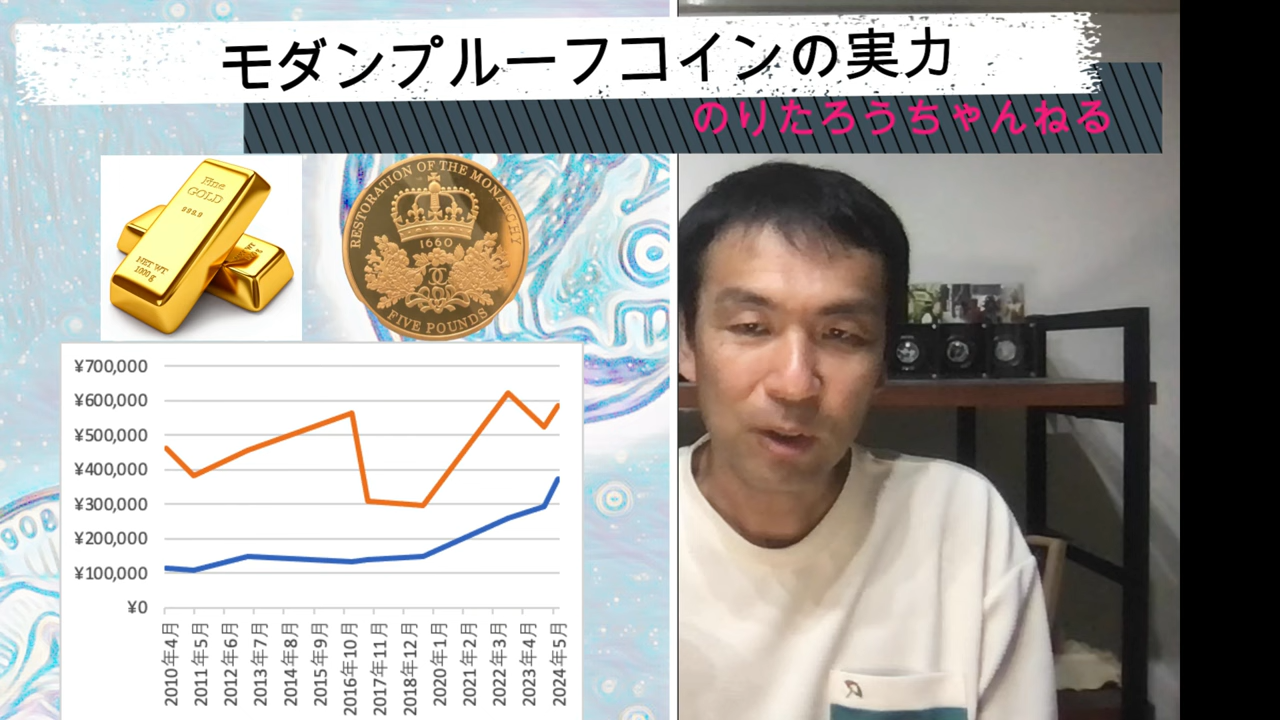 モダンプルーフコインの実力
のりたろうちゃんねる
Fine
GOLD
999.9
NET WT
1000g
RESTORATION OF THE MONARCHY
1660
FIVE POUNDS
¥700,000
¥600,000
¥500,000
¥400,000
¥300,000
¥200,000
¥100,000
¥0
2010年4月
2011年5月
2012年6月
2013年7月
2014年8月
2015年9月
2016年10月
2017年11月
2018年12月
2020年1月
2021年2月
2022年3月
2023年4月
2024年5月
908